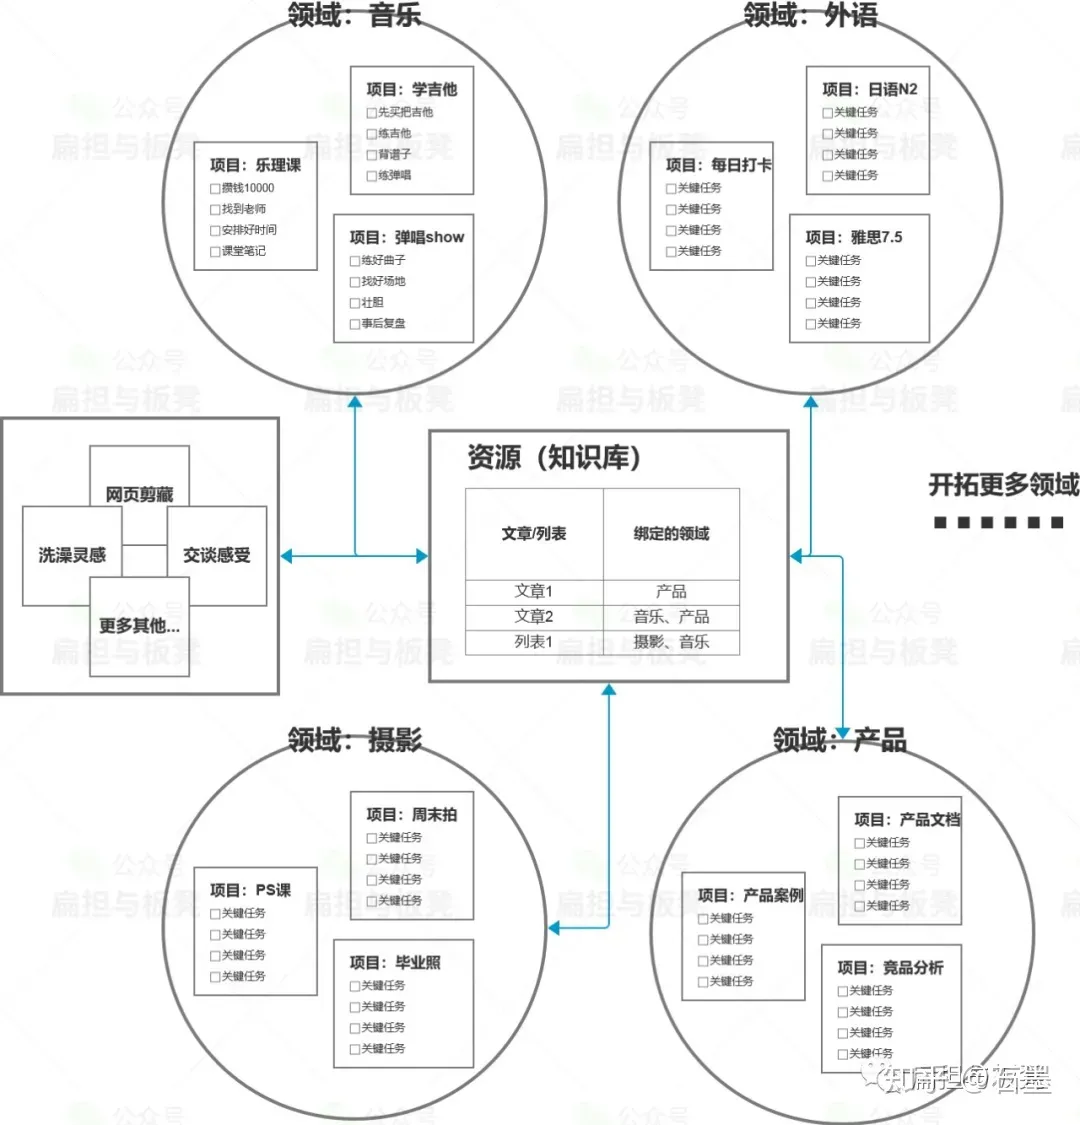 领域：音乐
项目：学吉他
□先买把吉他
□练吉他
□背谱子
□练弹唱
项目：乐理课
□攒钱10000
□找到老师
□安排好时间
□课堂笔记
项目：弹唱show
□练好曲子
□找好场地
□壮胆
□事后复盘
领域：外语
项目：日语N2
□关键任务
□关键任务
□关键任务
□关键任务
项目：每日打卡
□关键任务
□关键任务
□关键任务
□关键任务
项目：雅思7.5
□关键任务
□关键任务
□关键任务
□关键任务
网页剪藏
洗澡灵感
交谈感受
更多其他...
资源（知识库）
文章/列表 绑定的领域
文章1 产品
文章2 音乐、产品
列表1 摄影、音乐
开拓更多领域
领域：摄影
项目：周末拍
□关键任务
□关键任务
□关键任务
□关键任务
项目：PS课
□关键任务
□关键任务
□关键任务
□关键任务
项目：毕业照
□关键任务
□关键任务
□关键任务
□关键任务
领域：产品
项目：产品文档
□关键任务
□关键任务
□关键任务
□关键任务
项目：产品案例
□关键任务
□关键任务
□关键任务
□关键任务
项目：竞品分析
□关键任务
□关键任务
□关键任务
□关键任务
公众号
扁担与板凳